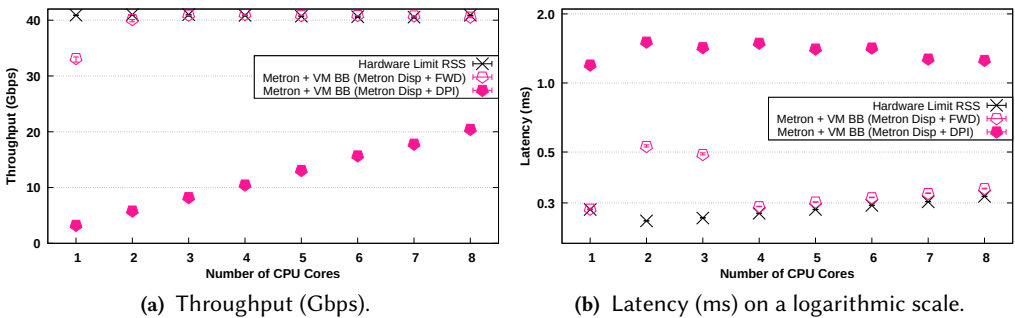 40
30
20
10
0
Throughput (Gbps)
Hardware Limit RSS
Metron + VM BB (Metron Disp + FWD)
Metron + VM BB (Metron Disp + DPI)
1 2 3 4 5 6 7 8
Number of CPU Cores
(a) Throughput (Gbps).
2.0
1.0
0.5
0.3
Latency (ms)
Hardware Limit RSS
Metron + VM BB (Metron Disp + FWD)
Metron + VM BB (Metron Disp + DPI)
1 2 3 4 5 6 7 8
Number of CPU Cores
(b) Latency (ms) on a logarithmic scale.